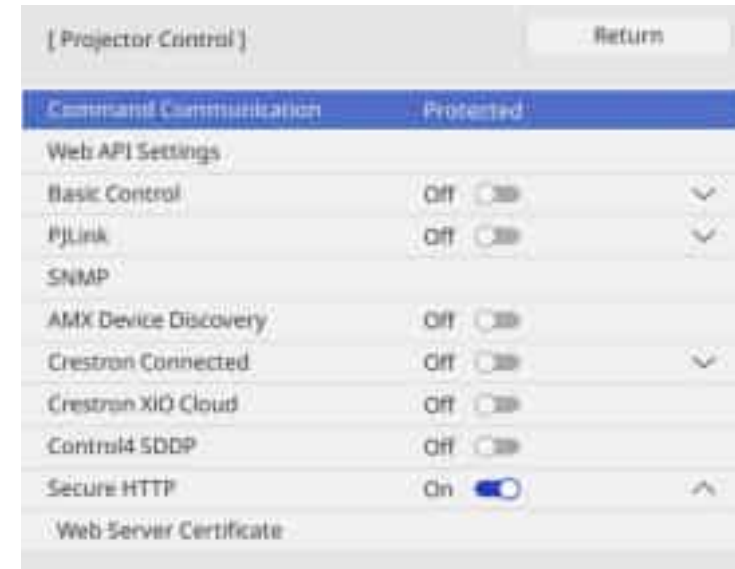 [ Projector Control ] Return
Command Communication Protected
Web API Settings
Basic Control Off
PJLink Off
SNMP
AMX Device Discovery Off
Crestron Connected Off
Crestron XiO Cloud Off
Control4 SDDP Off
Secure HTTP On
Web Server Certificate